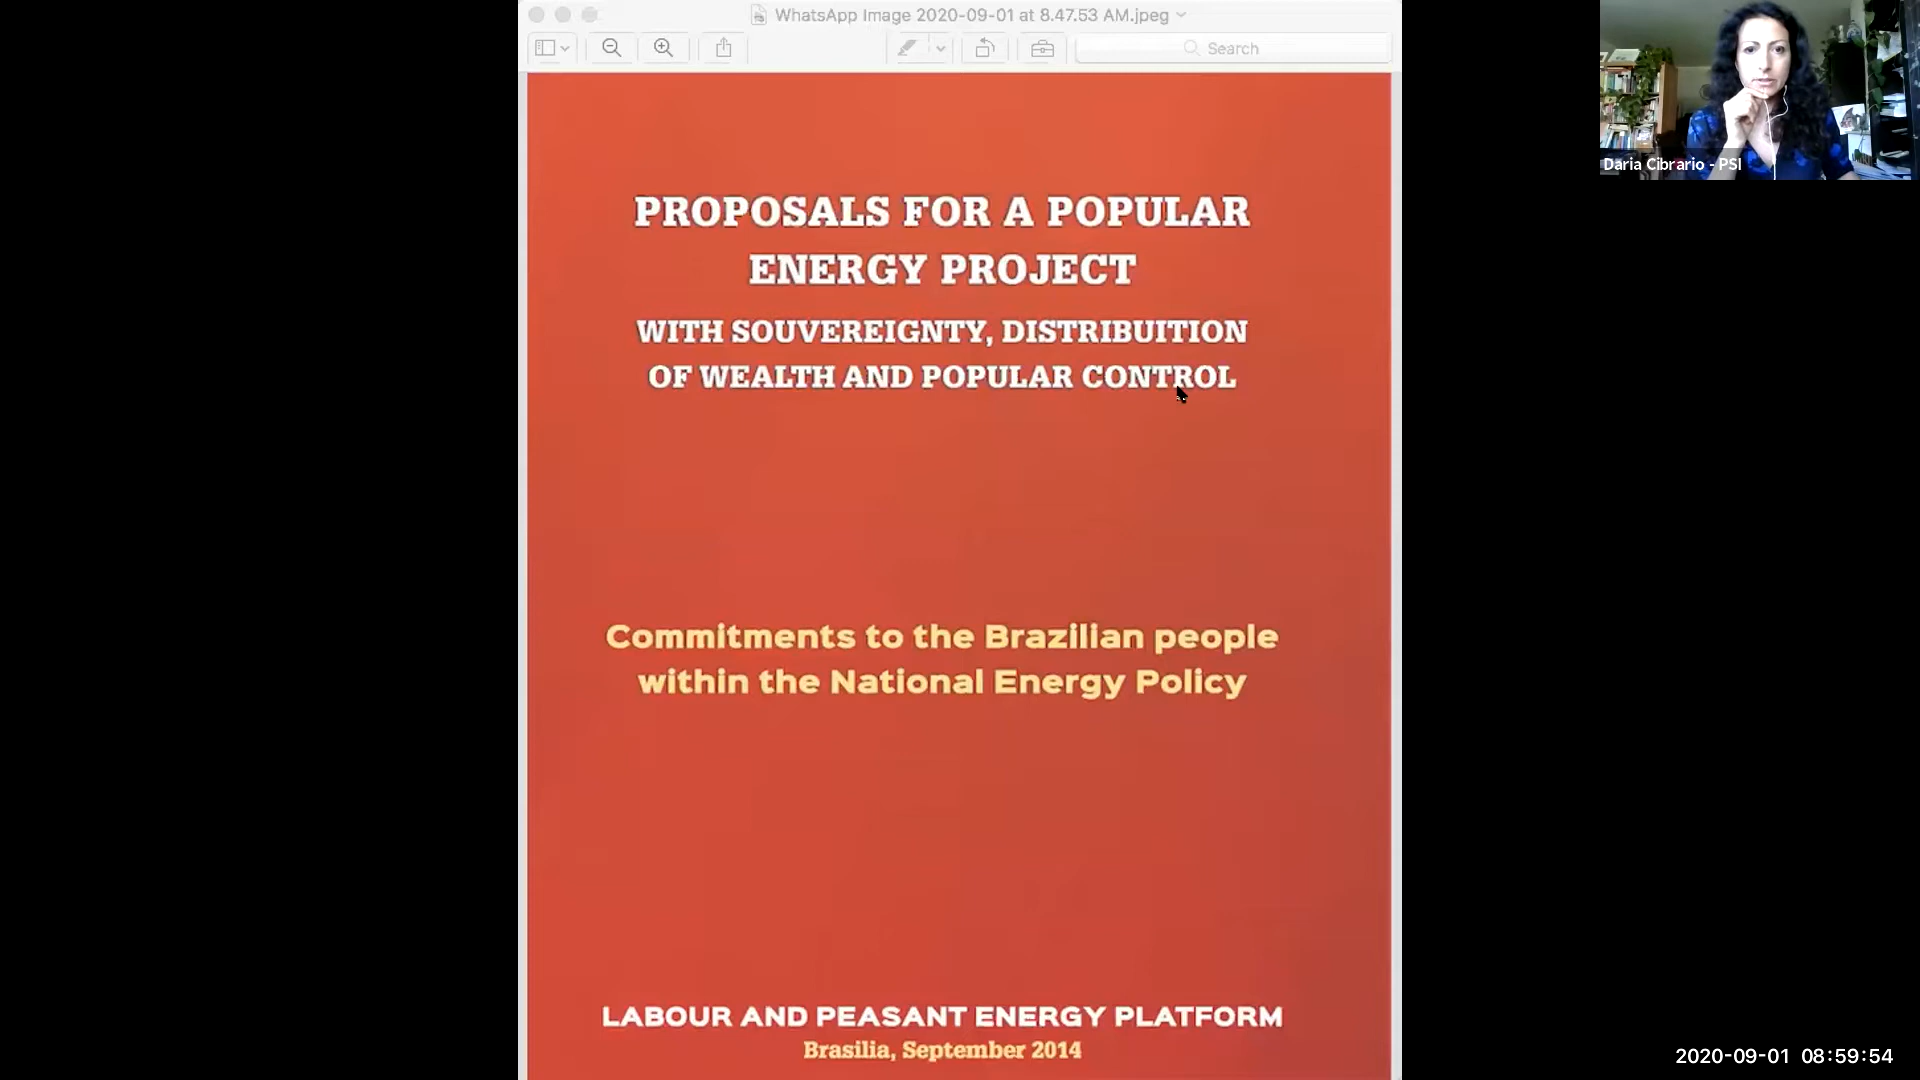 WhatsApp Image 2020-09-01 at 8.47.53 AM.jpeg
Search
PROPOSALS FOR A POPULAR
ENERGY PROJECT
WITH SOUVEREIGNTY, DISTRIBUITION
OF WEALTH AND POPULAR CONTROL
Commitments to the Brazilian people
within the National Energy Policy
LABOUR AND PEASANT ENERGY PLATFORM
Brasilia, September 2014
Daria Cibrario - PSI
2020-09-01 08:59:54